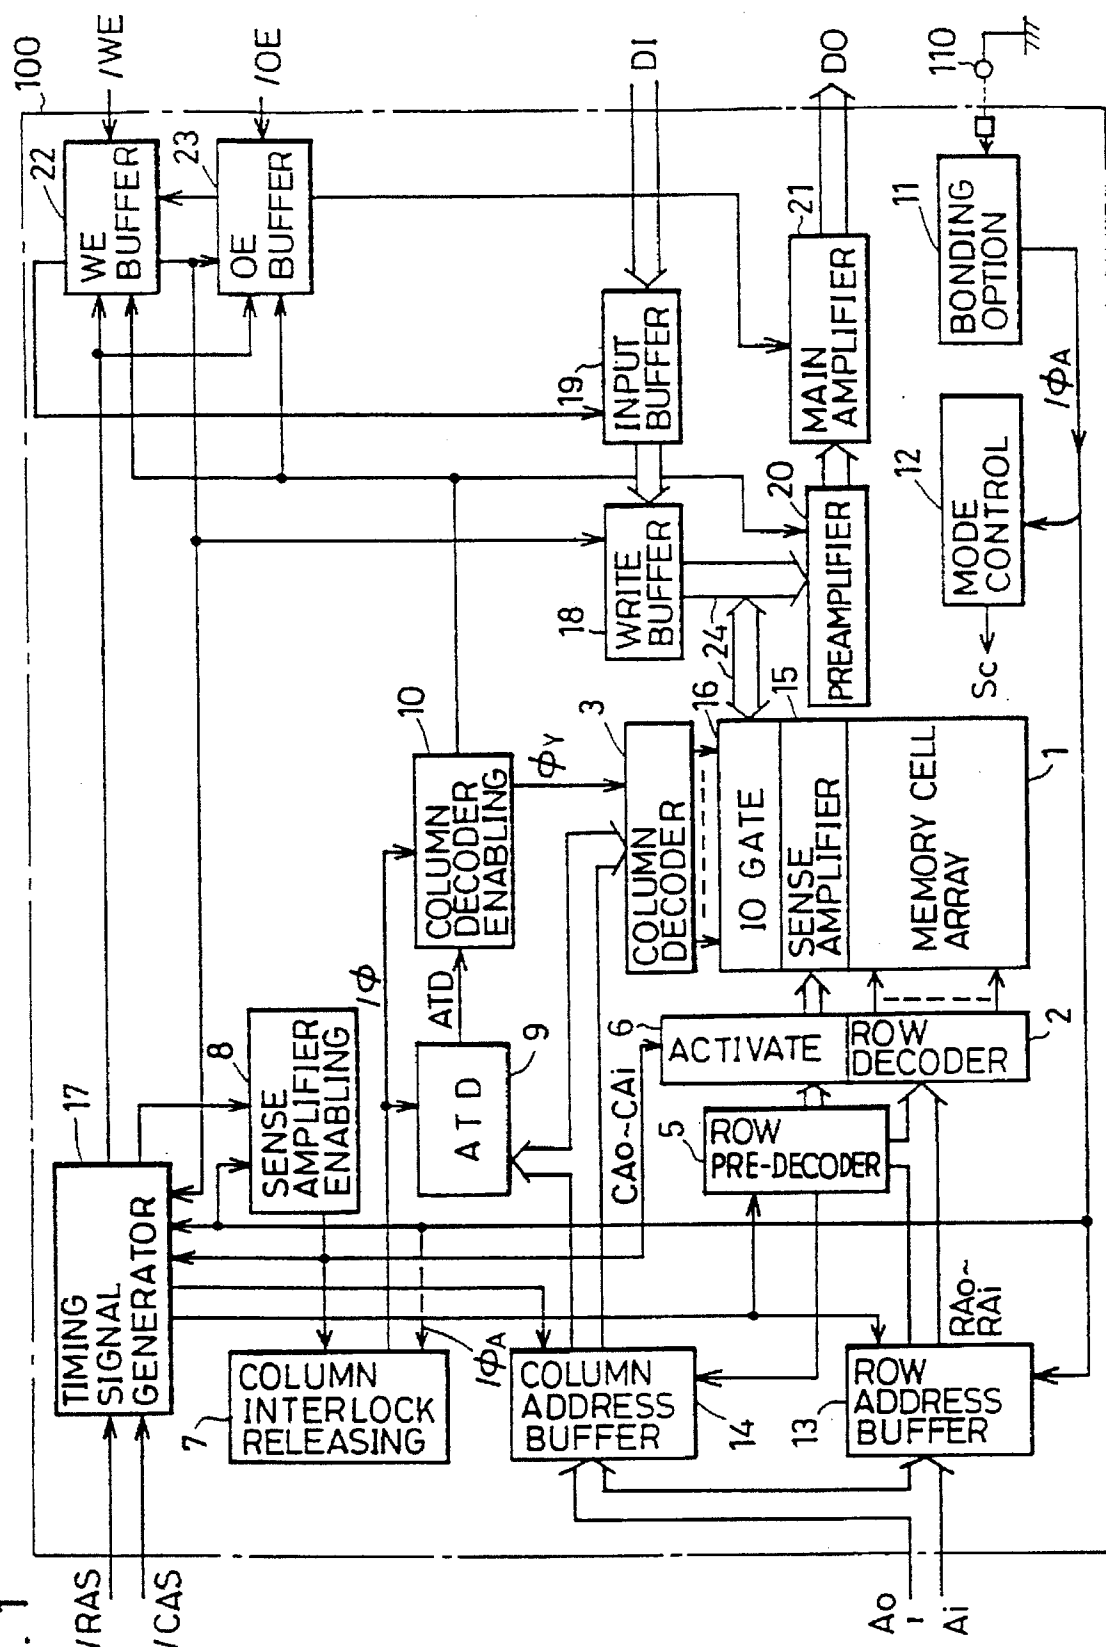 100
/WE
/OE
22
WE
BUFFER
23
OE
BUFFER
DI
DO
110
19
INPUT
BUFFER
21
MAIN
AMPLIFIER
11
BONDING
OPTION
/ϕA
18
WRITE
BUFFER
24
20
PREAMPLIFIER
12
MODE
CONTROL
Sc
10
COLUMN
DECODER
ENABLING
ϕY
3
COLUMN
DECODER
16
15
IO GATE
SENSE
AMPLIFIER
MEMORY CELL
ARRAY
1
17
TIMING
SIGNAL
GENERATOR
8
SENSE
AMPLIFIER
ENABLING
/ϕ
ATD
9
ATD
CAo~CAi
6
ACTIVATE
ROW
DECODER
2
5
ROW
PRE-DECODER
7
COLUMN
INTERLOCK
RELEASING
/ϕA
COLUMN
ADDRESS
BUFFER
14
13
ROW
ADDRESS
BUFFER
RAo~
RAi
/RAS
/CAS
Ao
~
Ai